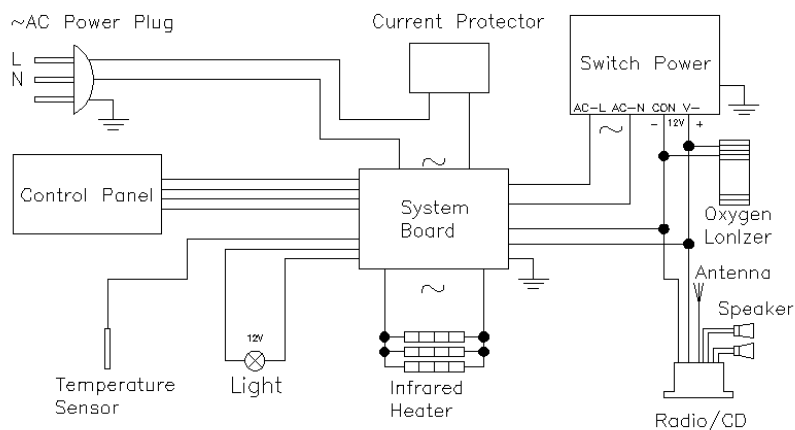 ~AC Power Plug
Current Protector
L
N
Switch Power
AC-L AC-N CON V-
- 12V +
~
~
Control Panel
System
Board
Oxygen
LonIzer
~
Antenna
Speaker
12V
Temperature
Sensor
Light
Infrared
Heater
Radio/CD